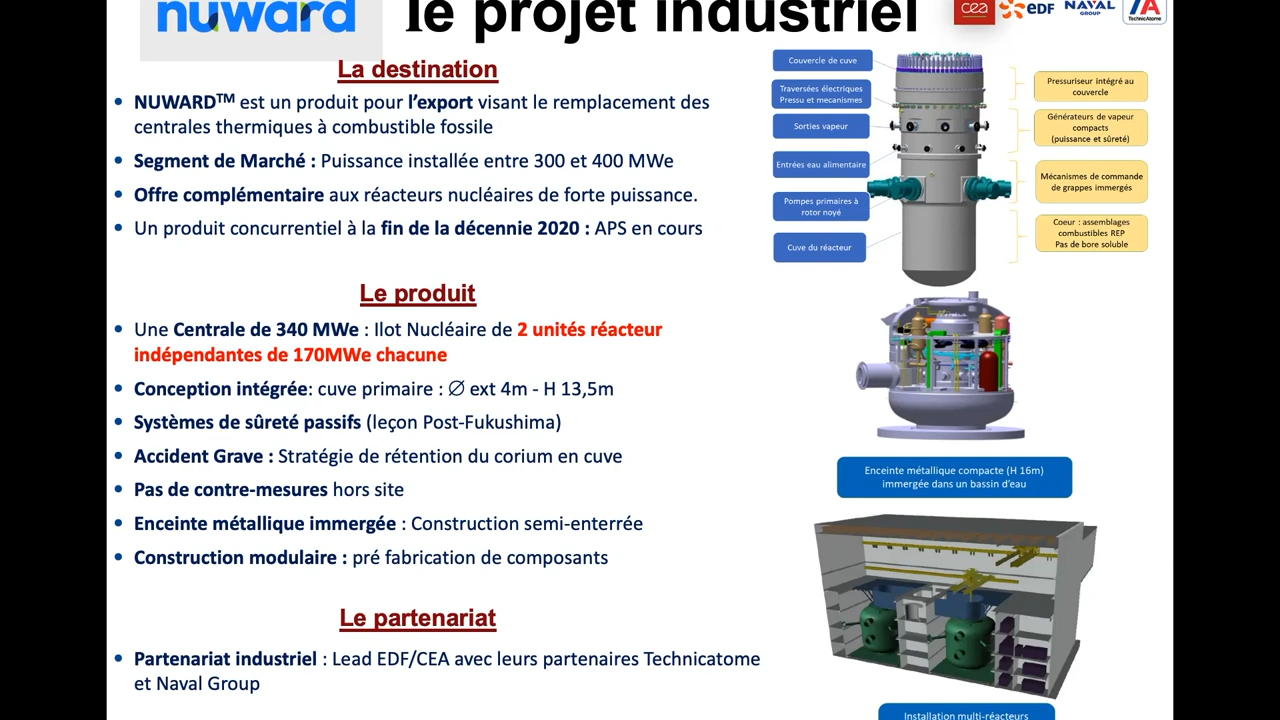 nuward
le projet industriel
cea
EDF
NAVAL
GROUP
TA
TechnicAtome
La destination
• NUWARD™ est un produit pour l'export visant le remplacement des
centrales thermiques à combustible fossile
• Segment de Marché : Puissance installée entre 300 et 400 MWe
• Offre complémentaire aux réacteurs nucléaires de forte puissance.
• Un produit concurrentiel à la fin de la décennie 2020 : APS en cours
Le produit
• Une Centrale de 340 MWe : Ilot Nucléaire de 2 unités réacteur
indépendantes de 170MWe chacune
• Conception intégrée: cuve primaire : ∅ ext 4m - H 13,5m
• Systèmes de sûreté passifs (leçon Post-Fukushima)
• Accident Grave : Stratégie de rétention du corium en cuve
• Pas de contre-mesures hors site
• Enceinte métallique immergée : Construction semi-enterrée
• Construction modulaire : pré fabrication de composants
Le partenariat
• Partenariat industriel : Lead EDF/CEA avec leurs partenaires Technicatome
et Naval Group
Couvercle de cuve
Traversées électriques
Pressu et mecanismes
Sorties vapeur
Entrées eau alimentaire
Pompes primaires à
rotor noyé
Cuve du réacteur
Pressuriseur intégré au
couvercle
Générateurs de vapeur
compacts
(puissance et sûreté)
Mécanismes de commande
de grappes immergés
Coeur : assemblages
combustibles REP
Pas de bore soluble
Enceinte métallique compacte (H 16m)
immergée dans un bassin d'eau
Installation multi-réacteurs